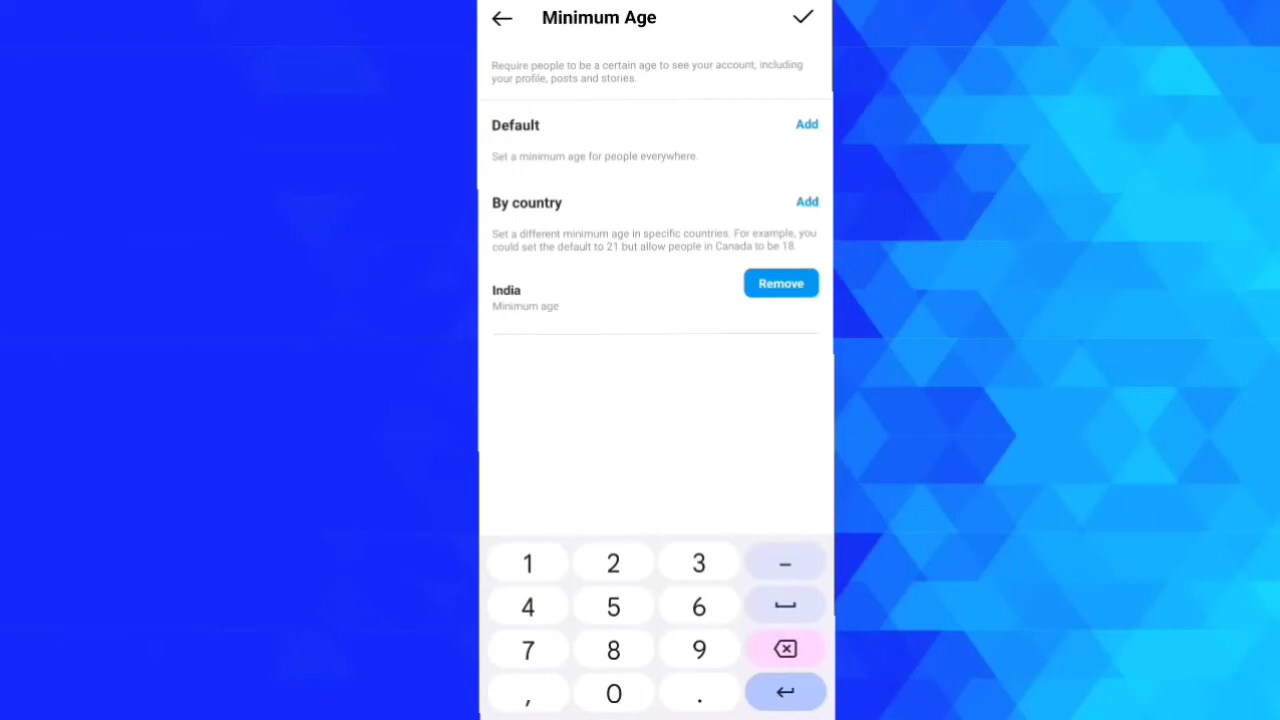 Minimum Age
Require people to be a certain age to see your account, including
your profile, posts and stories.
Default
Add
Set a minimum age for people everywhere.
By country
Add
Set a different minimum age in specific countries. For example, you
could set the default to 21 but allow people in Canada to be 18.
India
Remove
Minimum age
1 2 3 –
4 5 6
7 8 9
, 0 .